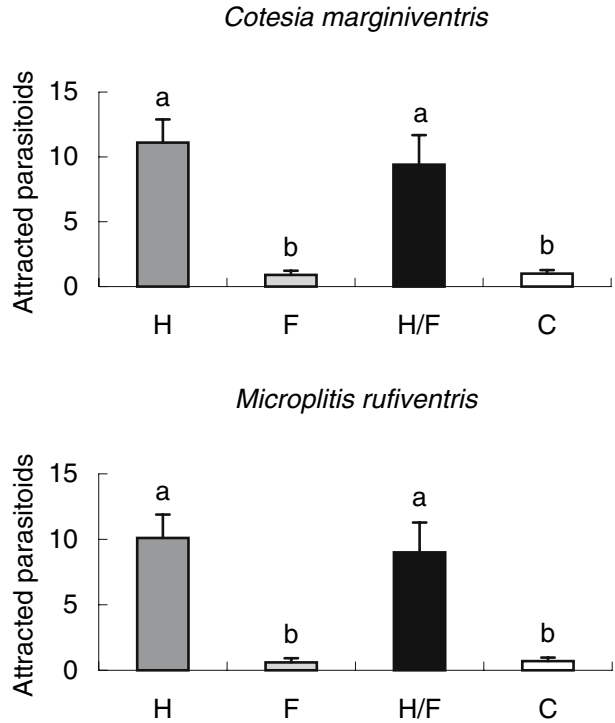 Cotesia marginiventris
Attracted parasitoids
15
10
5
0
a
b
a
b
H
F
H/F
C
Microplitis rufiventris
Attracted parasitoids
15
10
5
0
a
b
a
b
H
F
H/F
C